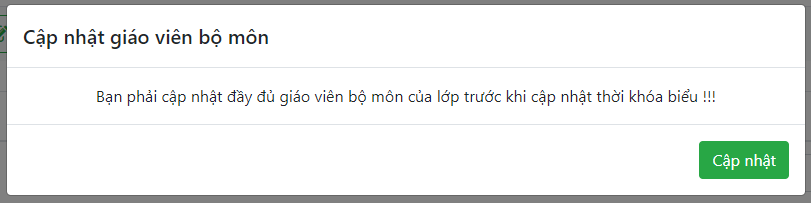 Cập nhật giáo viên bộ môn
Bạn phải cập nhật đầy đủ giáo viên bộ môn của lớp trước khi cập nhật thời khóa biểu !!!
Cập nhật